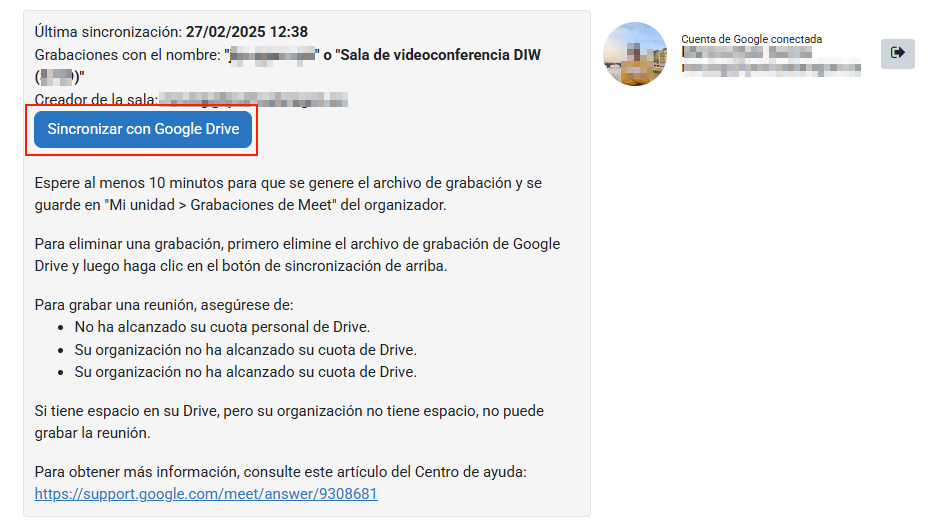 Última sincronización: 27/02/2025 12:38
Grabaciones con el nombre: "j" o "Sala de videoconferencia DIW
()"
Creador de la sala:
Sincronizar con Google Drive
Espere al menos 10 minutos para que se genere el archivo de grabación y se
guarde en "Mi unidad > Grabaciones de Meet" del organizador.
Para eliminar una grabación, primero elimine el archivo de grabación de Google
Drive y luego haga clic en el botón de sincronización de arriba.
Para grabar una reunión, asegúrese de:
• No ha alcanzado su cuota personal de Drive.
• Su organización no ha alcanzado su cuota de Drive.
• Su organización no ha alcanzado su cuota de Drive.
Si tiene espacio en su Drive, pero su organización no tiene espacio, no puede
grabar la reunión.
Para obtener más información, consulte este artículo del Centro de ayuda:
https://support.google.com/meet/answer/9308681
Cuenta de Google conectada